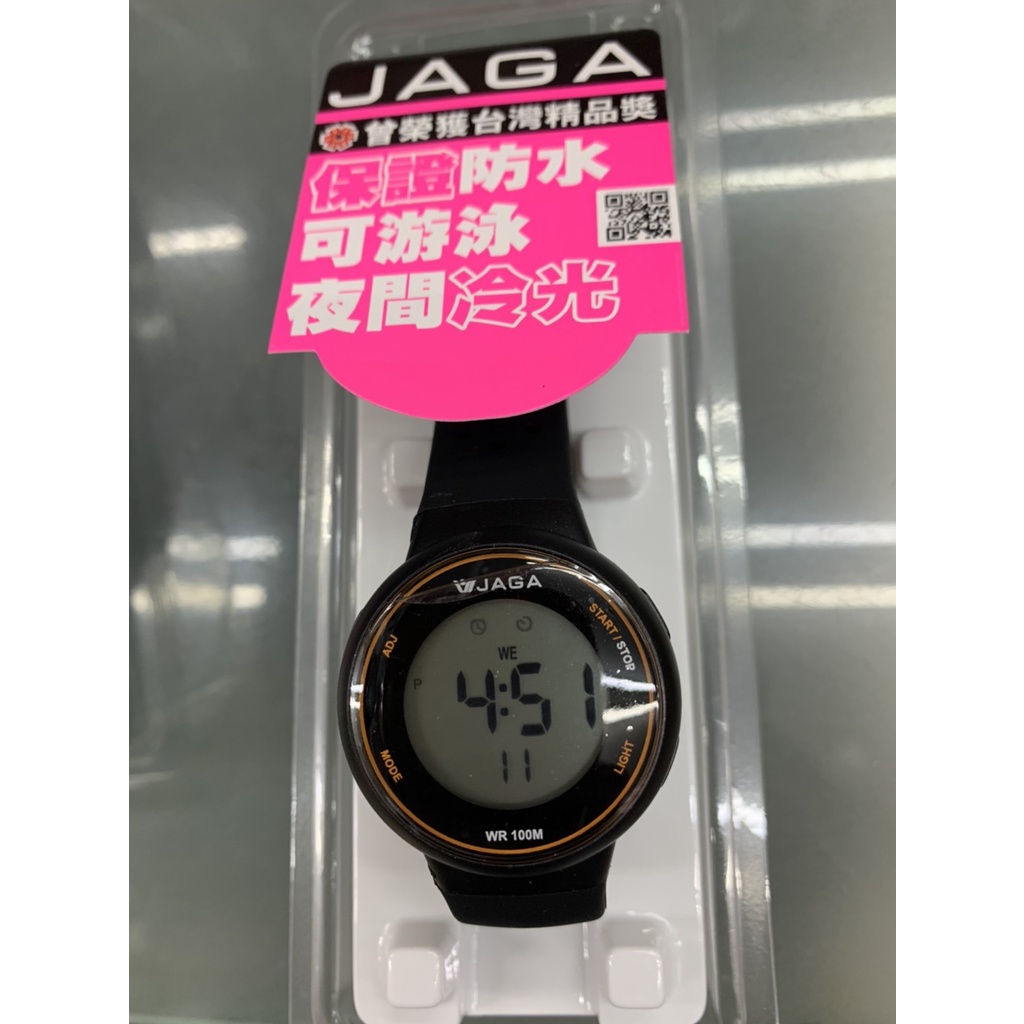 JAGA
曾榮獲台灣精品獎
保證防水
可游泳
夜間冷光
JAGA
ADJ
START / STOP
WE
P
4:51
11
MODE
LIGHT
WR 100M